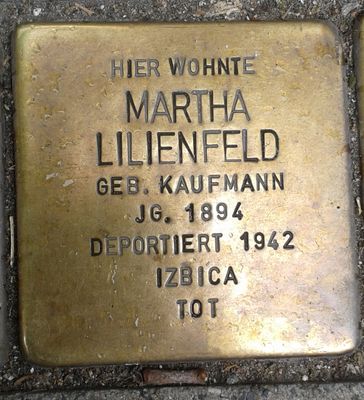 HIER WOHNTE
MARTHA
LILIENFELD
GEB. KAUFMANN
JG. 1894
DEPORTIERT 1942
IZBICA
TOT